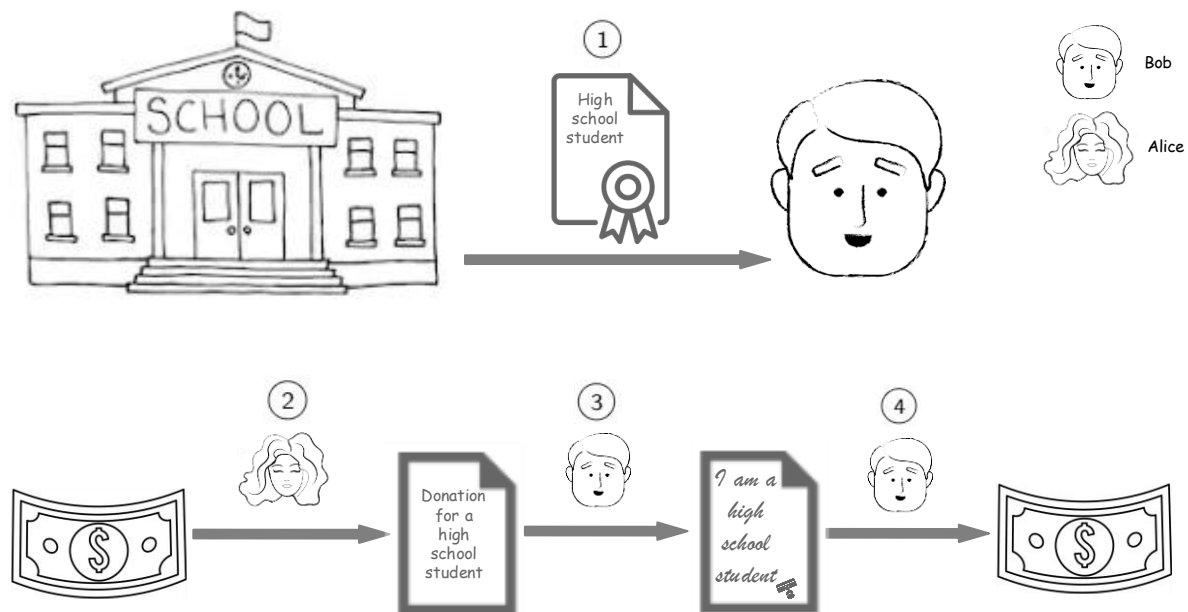 1
SCHOOL
High
school
student
Bob
Alice
2
3
4
Donation
for a
high
school
student
I am a
high
school
student
$
$